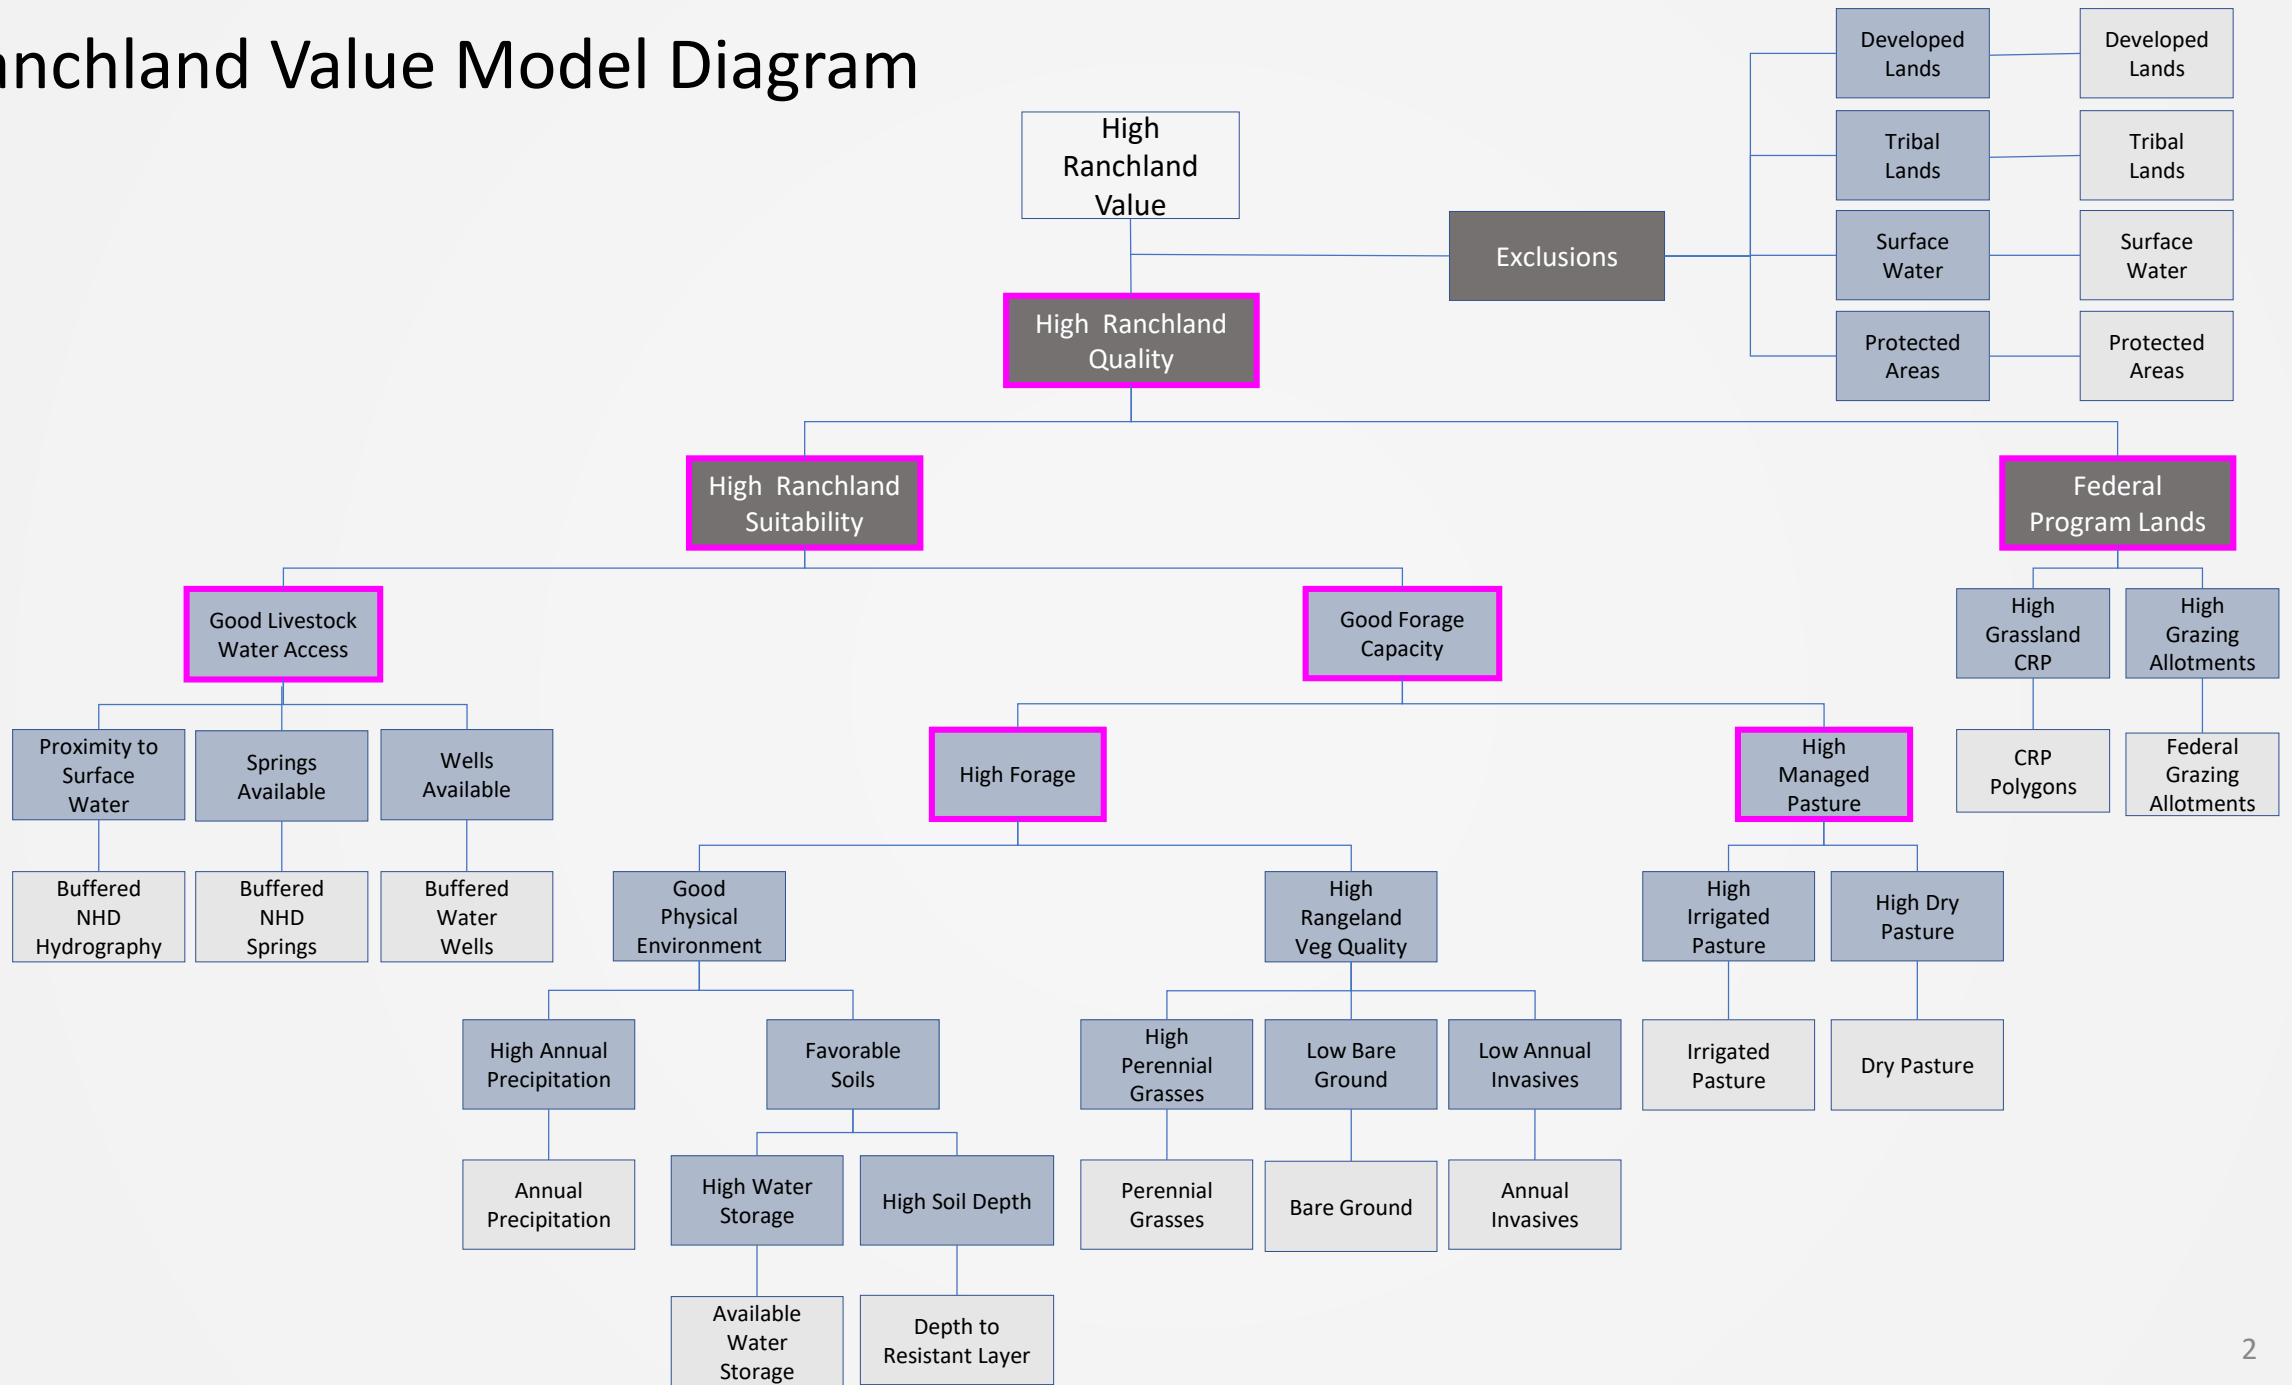 anchland Value Model Diagram
High
Ranchland
Value
Exclusions
Developed
Lands
Developed
Lands
Tribal
Lands
Tribal
Lands
Surface
Water
Surface
Water
Protected
Areas
Protected
Areas
High  Ranchland
Quality
High  Ranchland
Suitability
Federal
Program Lands
Good Livestock
Water Access
Good Forage
Capacity
High
Grassland
CRP
High
Grazing
Allotments
Proximity to
Surface
Water
Springs
Available
Wells
Available
High Forage
High
Managed
Pasture
CRP
Polygons
Federal
Grazing
Allotments
Buffered
NHD
Hydrography
Buffered
NHD
Springs
Buffered
Water
Wells
Good
Physical
Environment
High
Rangeland
Veg Quality
High
Irrigated
Pasture
High Dry
Pasture
High Annual
Precipitation
Favorable
Soils
High
Perennial
Grasses
Low Bare
Ground
Low Annual
Invasives
Irrigated
Pasture
Dry Pasture
Annual
Precipitation
High Water
Storage
High Soil Depth
Perennial
Grasses
Bare Ground
Annual
Invasives
Available
Water
Storage
Depth to
Resistant Layer
2